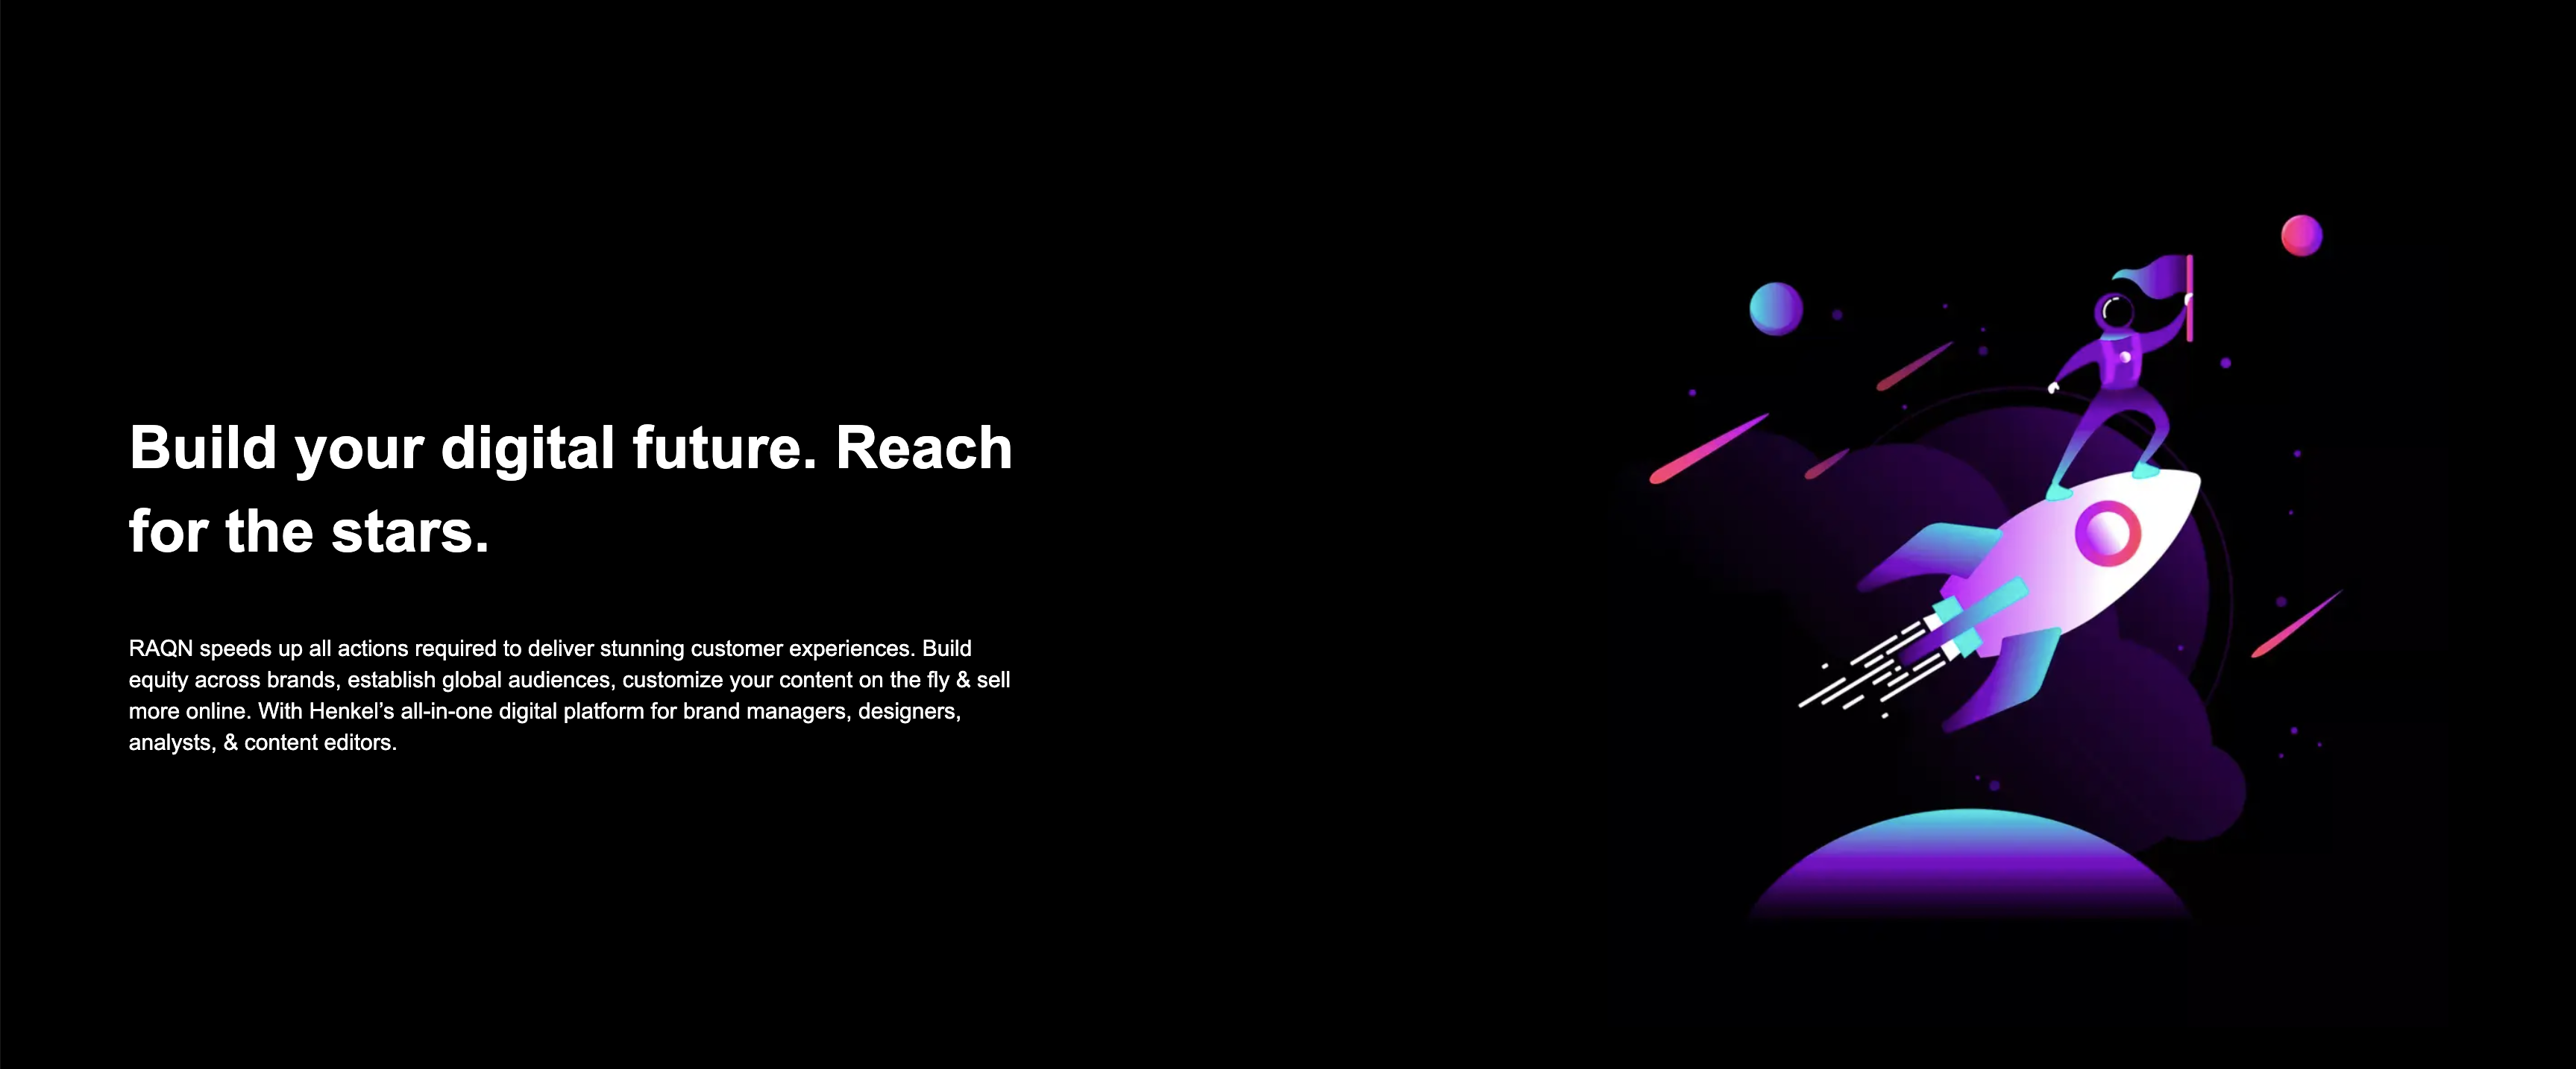 Build your digital future. Reach
for the stars.
RAQN speeds up all actions required to deliver stunning customer experiences. Build
equity across brands, establish global audiences, customize your content on the fly & sell
more online. With Henkel’s all-in-one digital platform for brand managers, designers,
analysts, & content editors.